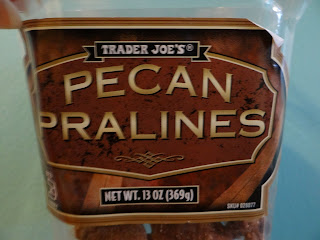 TRADER JOE'S®
PECAN
PRALINES
NET WT. 13 OZ (369g)